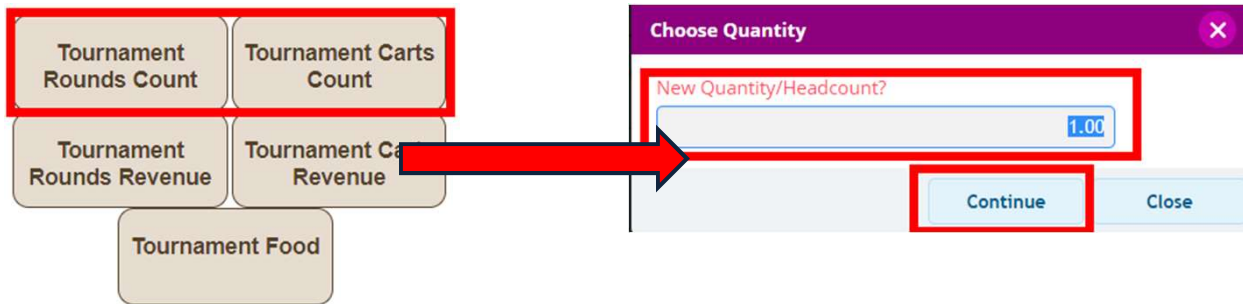 Tournament
Rounds Count
Tournament Carts
Count
Tournament
Rounds Revenue
Tournament
Revenue
Tournament Food
Choose Quantity
New Quantity/Headcount?
1.00
Continue
Close